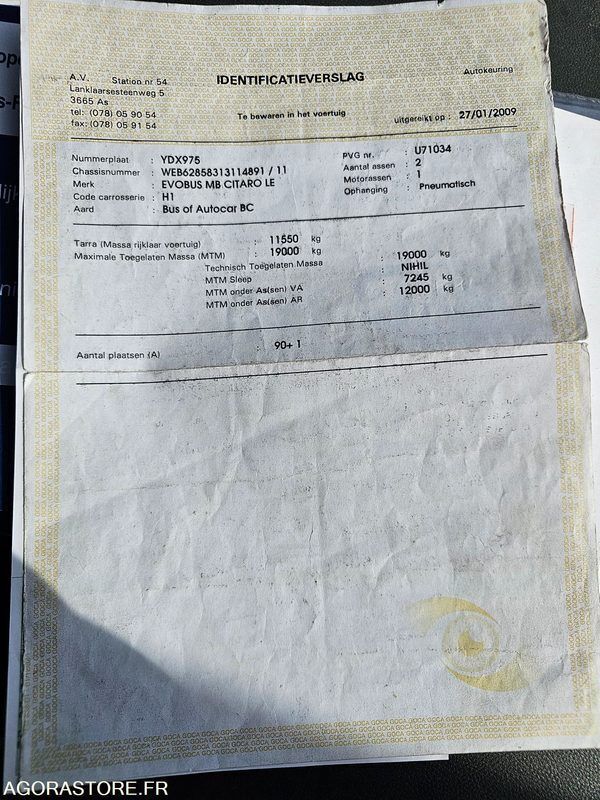 A.V. Station nr 54
Lanklaarsesteenweg 5
3665 As
tel: (078) 05 90 54
fax: (078) 05 91 54
IDENTIFICATIEVERSLAG
Autokeuring
Te bewaren in het voertuig
uitgereikt op : 27/01/2009
Nummerplaat : YDX975
Chassisnummer : WEB62858313114891 / 11
Merk : EVOBUS MB CITARO LE
Code carrosserie : H1
Aard : Bus of Autocar BC
PVG nr. : U71034
Aantal assen : 2
Motorassen : 1
Ophanging : Pneumatisch
Tarra (Massa rijklaar voertuig) : 11550 kg
Maximale Toegelaten Massa (MTM) : 19000 kg
Technisch Toegelaten Massa : 19000 kg
MTM Sleep : NIHIL
MTM onder As(sen) VA : 7245 kg
MTM onder As(sen) AR : 12000 kg
Aantal plaatsen (A) : 90+ 1
AGORASTORE.FR